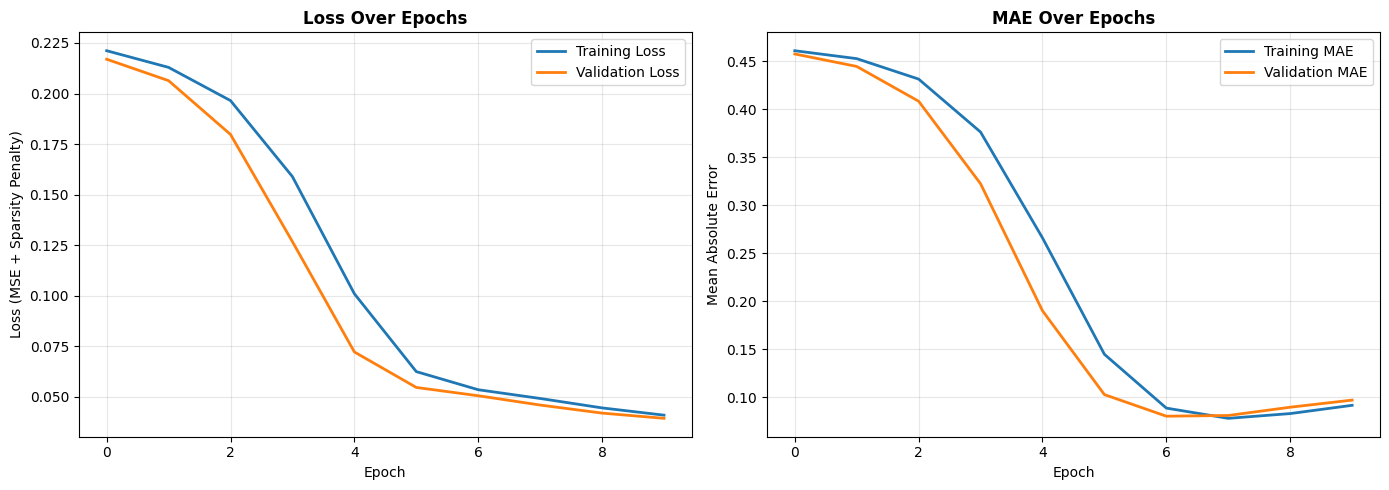 Loss Over Epochs
Loss (MSE + Sparsity Penalty)
0.225
0.200
0.175
0.150
0.125
0.100
0.075
0.050
Training Loss
Validation Loss
0 2 4 6 8
Epoch
MAE Over Epochs
Mean Absolute Error
0.45
0.40
0.35
0.30
0.25
0.20
0.15
0.10
Training MAE
Validation MAE
0 2 4 6 8
Epoch